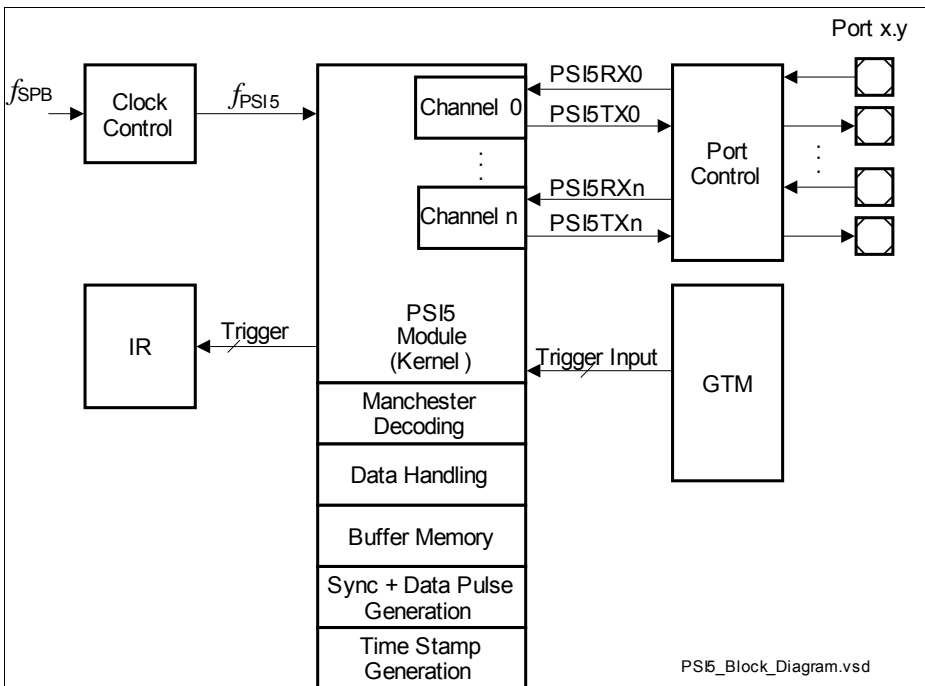 Port x.y
fSPB
Clock
Control
fPSI5
Channel 0
PSI5RX0
PSI5TX0
Port
Control
Channel n
PSI5RXn
PSI5TXn
IR
Trigger
PSI5
Module
(Kernel )
Trigger Input
GTM
Manchester
Decoding
Data Handling
Buffer Memory
Sync + Data Pulse
Generation
Time Stamp
Generation
PSI5_Block_Diagram.vsd